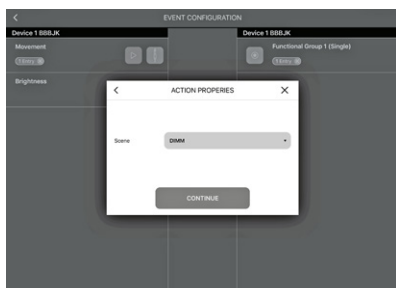 EVENT CONFIGURATION
Device 1 BBBJK
Movement
1 Entry
Brightness
Device 1 BBBJK
Functional Group 1 (Single)
1 Entry
ACTION PROPERIES
Scene
DIMM
CONTINUE